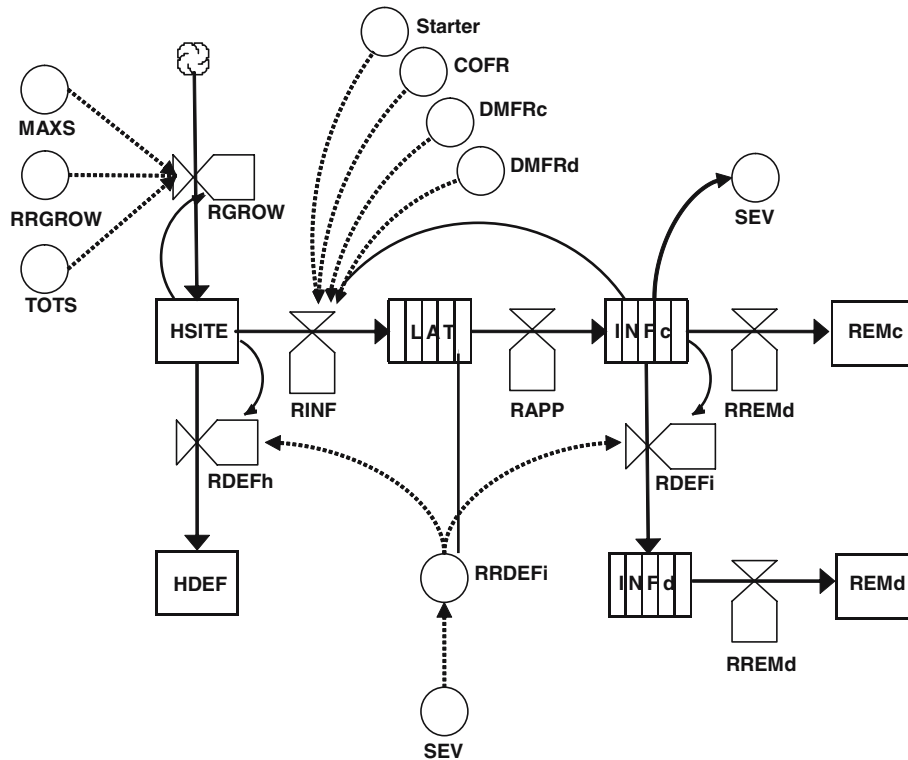 Starter
COFR
MAXS
DMFRc
DMFRd
RRGROW
RGROW
SEV
TOTS
HSITE
LAT
INFc
REMc
RINF
RAPP
RREMd
RDEFh
RDEFi
HDEF
RRDEFi
INFd
REMd
RREMd
SEV